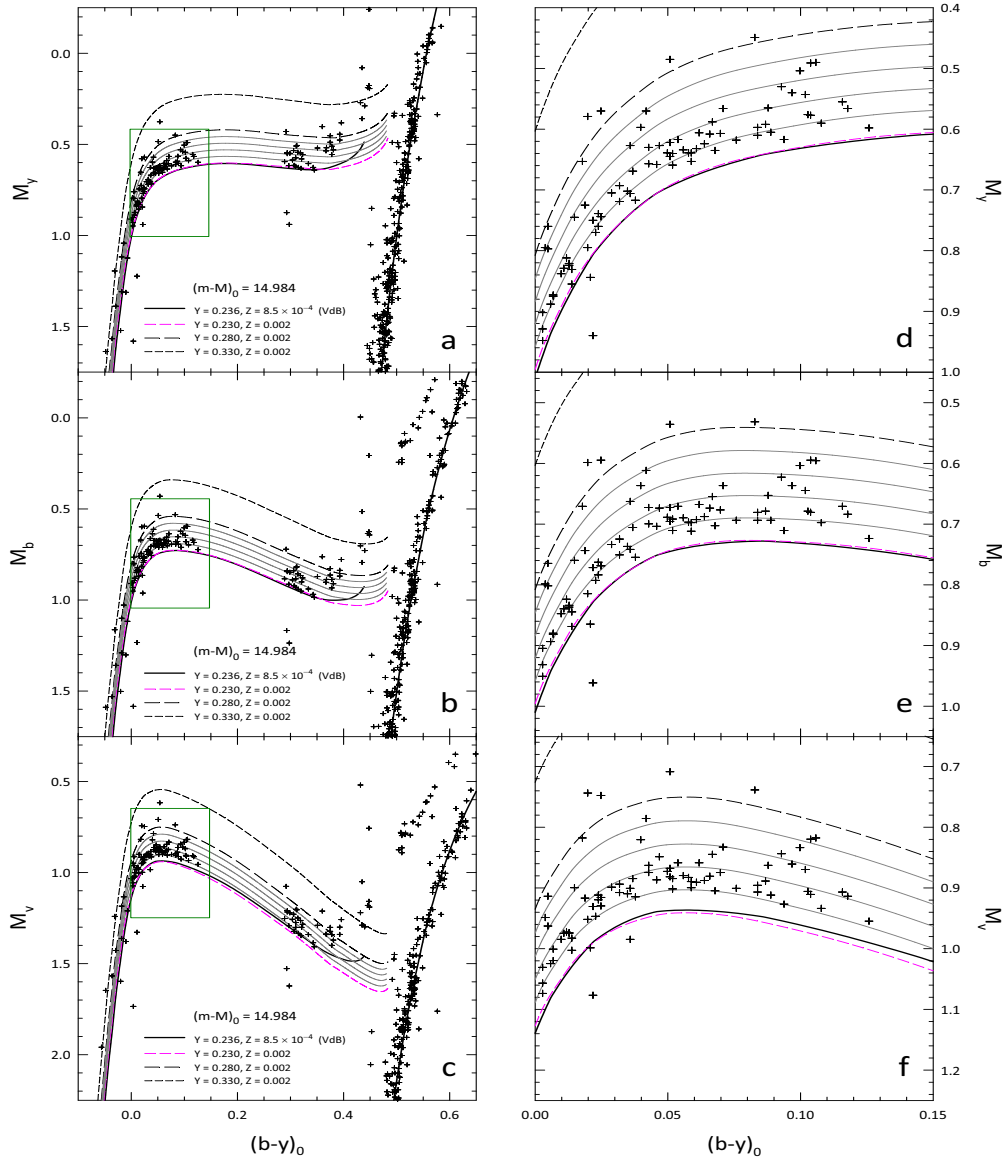 0.0
0.5
1.0
1.5
M_y
(m-M)₀ = 14.984
Y = 0.236, Z = 8.5 × 10⁻⁴ (VdB)
Y = 0.230, Z = 0.002
Y = 0.280, Z = 0.002
Y = 0.330, Z = 0.002
a
0.4
0.5
0.6
0.7
0.8
0.9
1.0
M_y
d
0.0
0.5
1.0
1.5
M_b
(m-M)₀ = 14.984
Y = 0.236, Z = 8.5 × 10⁻⁴ (VdB)
Y = 0.230, Z = 0.002
Y = 0.280, Z = 0.002
Y = 0.330, Z = 0.002
b
0.5
0.6
0.7
0.8
0.9
1.0
M_b
e
0.5
1.0
1.5
2.0
M_v
(m-M)₀ = 14.984
Y = 0.236, Z = 8.5 × 10⁻⁴ (VdB)
Y = 0.230, Z = 0.002
Y = 0.280, Z = 0.002
Y = 0.330, Z = 0.002
c
0.0 0.2 0.4 0.6
(b-y)₀
0.7
0.8
0.9
1.0
1.1
1.2
M_v
f
0.00 0.05 0.10 0.15
(b-y)₀